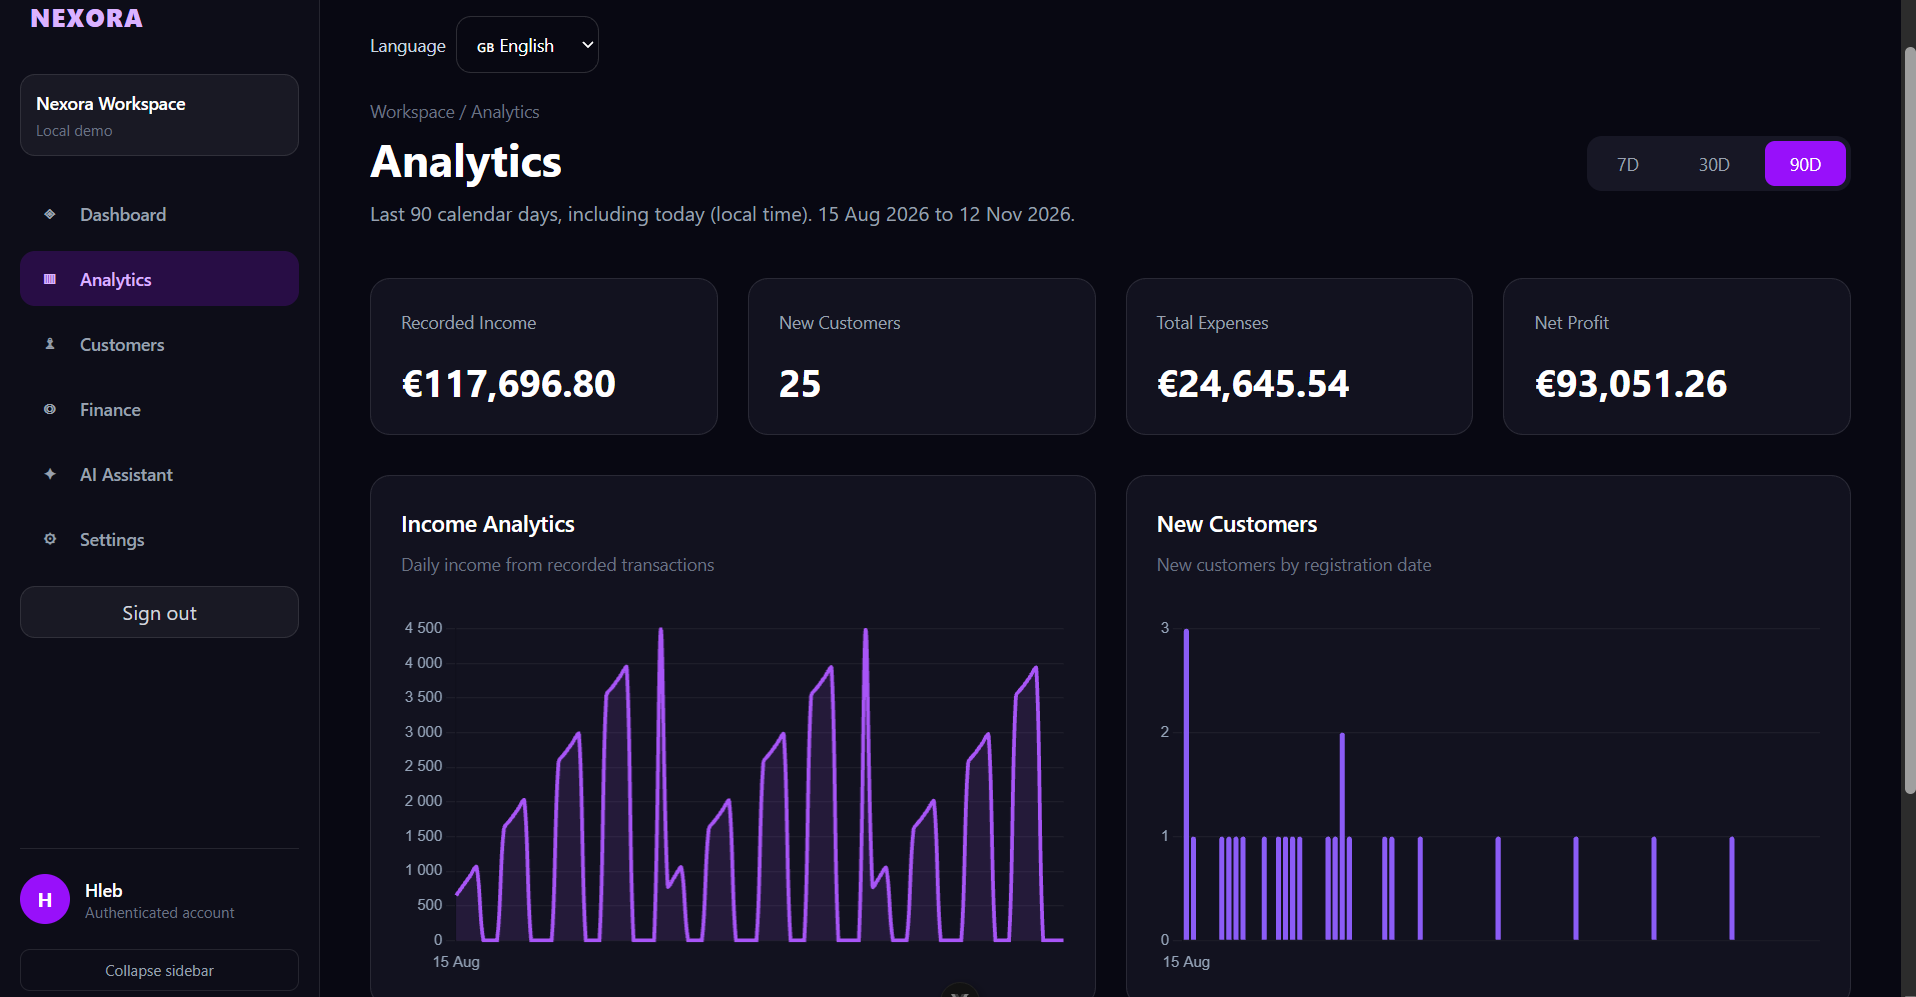 NEXORA
Nexora Workspace
Local demo
Dashboard
Analytics
Customers
Finance
AI Assistant
Settings
Sign out
H
Hleb
Authenticated account
Collapse sidebar
Language
GB English
Workspace / Analytics
Analytics
Last 90 calendar days, including today (local time). 15 Aug 2026 to 12 Nov 2026.
7D
30D
90D
Recorded Income
€117,696.80
New Customers
25
Total Expenses
€24,645.54
Net Profit
€93,051.26
Income Analytics
Daily income from recorded transactions
4 500
4 000
3 500
3 000
2 500
2 000
1 500
1 000
500
0
15 Aug
New Customers
New customers by registration date
3
2
1
0
15 Aug